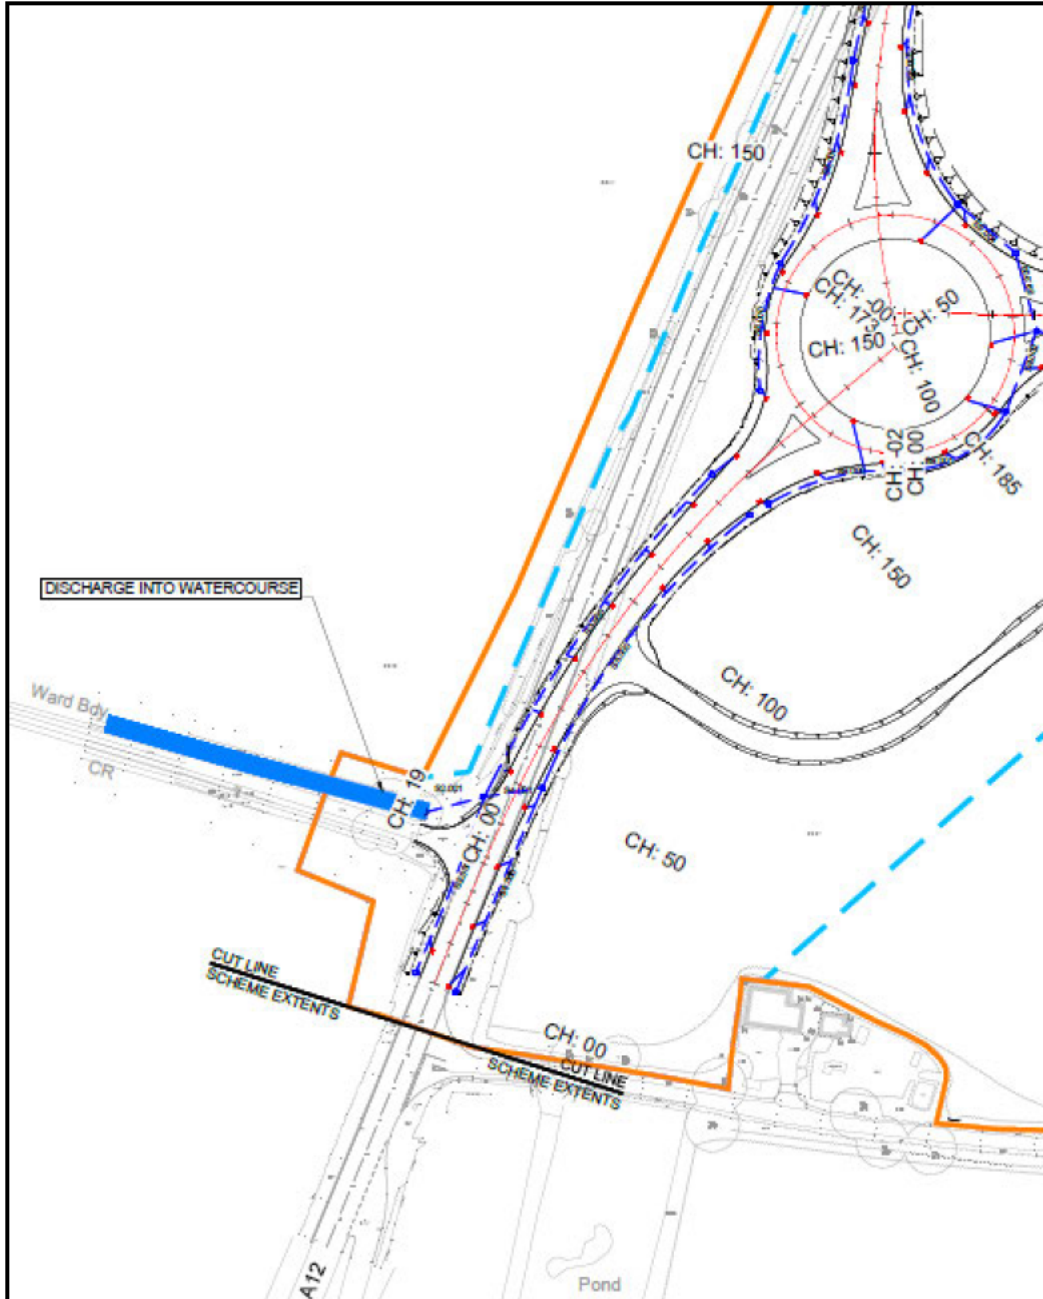 CH: 150
CH: -00
CH: 173
CH: 50
CH: 150
CH: 100
CH: -02
CH: 00
CH: 185
CH: 150
DISCHARGE INTO WATERCOURSE
CH: 100
Ward Bdy
CR
CH: 19
S2.001
CH: 00
CH: 50
CUT LINE
SCHEME EXTENTS
CH: 00
CUT LINE
SCHEME EXTENTS
A12
Pond